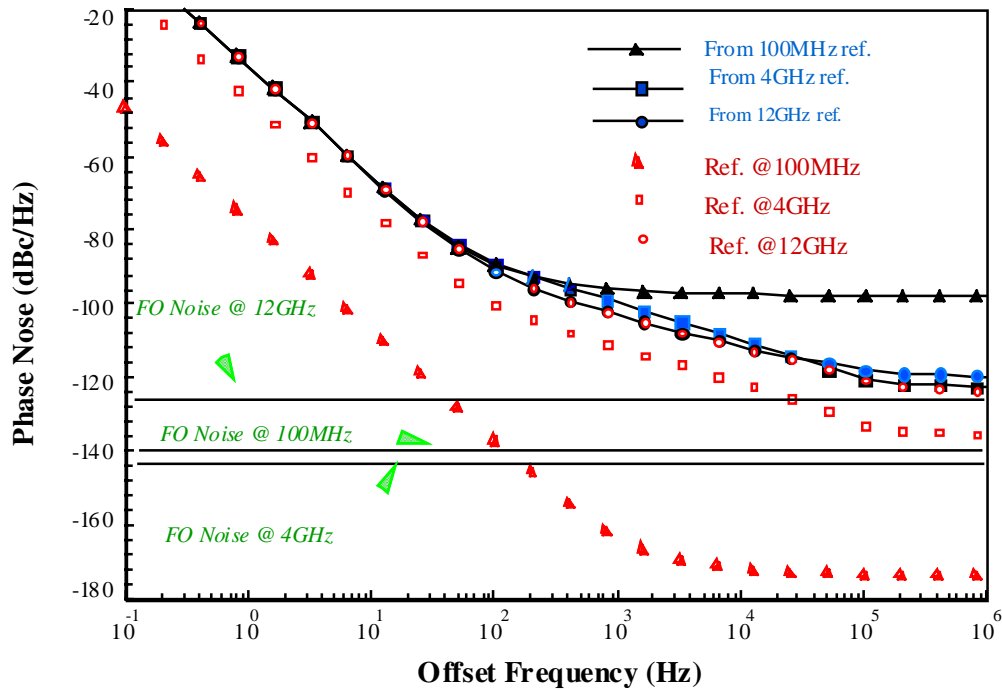 Phase Nose (dBc/Hz)
-20
-40
-60
-80
-100
-120
-140
-160
-180
From 100MHz ref.
From 4GHz ref.
From 12GHz ref.
Ref. @100MHz
Ref. @4GHz
Ref. @12GHz
FO Noise @ 12GHz
FO Noise @ 100MHz
FO Noise @ 4GHz
10^-1 10^0 10^1 10^2 10^3 10^4 10^5 10^6
Offset Frequency (Hz)